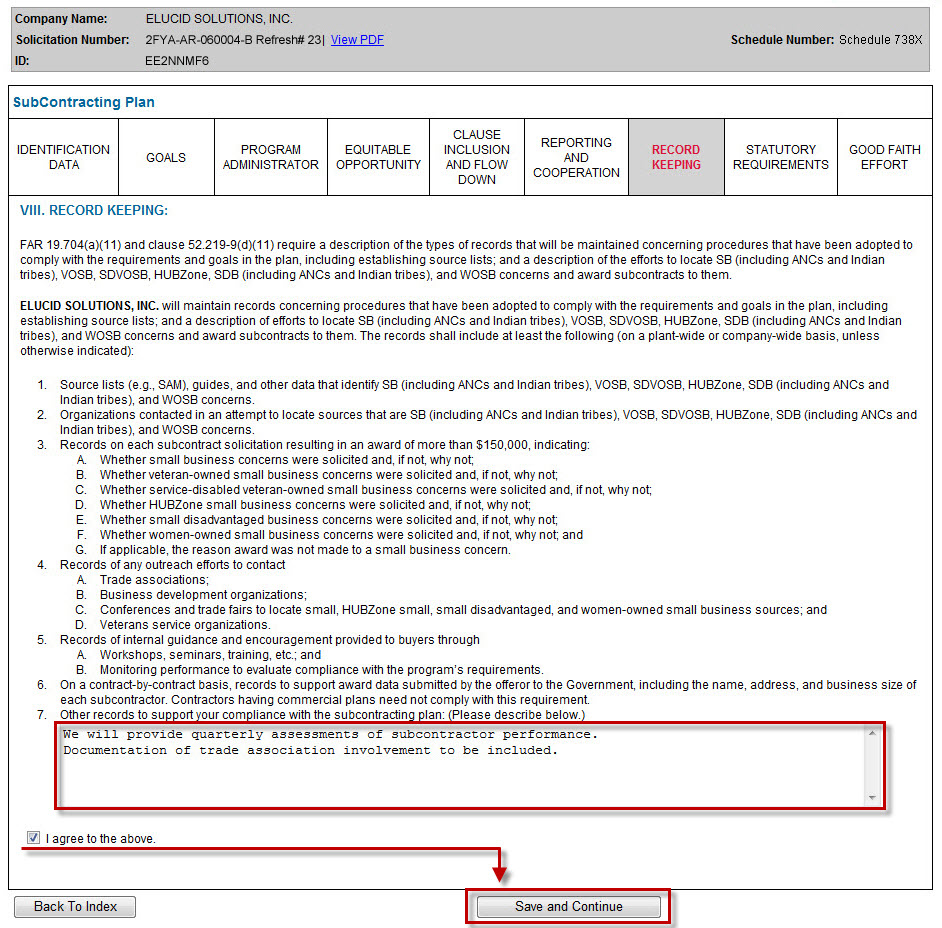 Company Name: ELUCID SOLUTIONS, INC.
Solicitation Number: 2FYA-AR-060004-B Refresh# 23| View PDF Schedule Number: Schedule 738X
ID: EE2NNMF6
SubContracting Plan
IDENTIFICATION DATA
GOALS
PROGRAM ADMINISTRATOR
EQUITABLE OPPORTUNITY
CLAUSE INCLUSION AND FLOW DOWN
REPORTING AND COOPERATION
RECORD KEEPING
STATUTORY REQUIREMENTS
GOOD FAITH EFFORT
VIII. RECORD KEEPING:
FAR 19.704(a)(11) and clause 52.219-9(d)(11) require a description of the types of records that will be maintained concerning procedures that have been adopted to
comply with the requirements and goals in the plan, including establishing source lists; and a description of the efforts to locate SB (including ANCs and Indian
tribes), VOSB, SDVOSB, HUBZone, SDB (including ANCs and Indian tribes), and WOSB concerns and award subcontracts to them.
ELUCID SOLUTIONS, INC. will maintain records concerning procedures that have been adopted to comply with the requirements and goals in the plan, including
establishing source lists; and a description of efforts to locate SB (including ANCs and Indian tribes), VOSB, SDVOSB, HUBZone, SDB (including ANCs and Indian
tribes), and WOSB concerns and award subcontracts to them. The records shall include at least the following (on a plant-wide or company-wide basis, unless
otherwise indicated):
1. Source lists (e.g., SAM), guides, and other data that identify SB (including ANCs and Indian tribes), VOSB, SDVOSB, HUBZone, SDB (including ANCs and
Indian tribes), and WOSB concerns.
2. Organizations contacted in an attempt to locate sources that are SB (including ANCs and Indian tribes), VOSB, SDVOSB, HUBZone, SDB (including ANCs and
Indian tribes), and WOSB concerns.
3. Records on each subcontract solicitation resulting in an award of more than $150,000, indicating:
A. Whether small business concerns were solicited and, if not, why not;
B. Whether veteran-owned small business concerns were solicited and, if not, why not;
C. Whether service-disabled veteran-owned small business concerns were solicited and, if not, why not;
D. Whether HUBZone small business concerns were solicited and, if not, why not;
E. Whether small disadvantaged business concerns were solicited and, if not, why not;
F. Whether women-owned small business concerns were solicited and, if not, why not; and
G. If applicable, the reason award was not made to a small business concern.
4. Records of any outreach efforts to contact
A. Trade associations;
B. Business development organizations;
C. Conferences and trade fairs to locate small, HUBZone small, small disadvantaged, and women-owned small business sources; and
D. Veterans service organizations.
5. Records of internal guidance and encouragement provided to buyers through
A. Workshops, seminars, training, etc.; and
B. Monitoring performance to evaluate compliance with the program's requirements.
6. On a contract-by-contract basis, records to support award data submitted by the offeror to the Government, including the name, address, and business size of
each subcontractor. Contractors having commercial plans need not comply with this requirement.
7. Other records to support your compliance with the subcontracting plan: (Please describe below.)
We will provide quarterly assessments of subcontractor performance.
Documentation of trade association involvement to be included.
I agree to the above.
Back To Index
Save and Continue